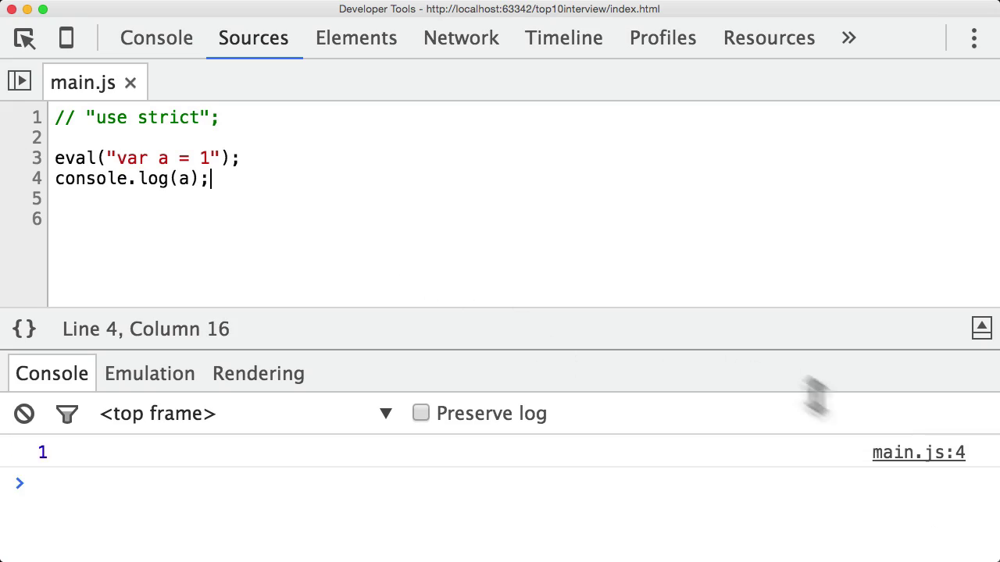 Developer Tools - http://localhost:63342/top10interview/index.html
Console Sources Elements Network Timeline Profiles Resources »
main.js ×
1 // "use strict";
2
3 eval("var a = 1");
4 console.log(a);
5
6
{} Line 4, Column 16
Console Emulation Rendering
<top frame> ▼ Preserve log
1 main.js:4
>